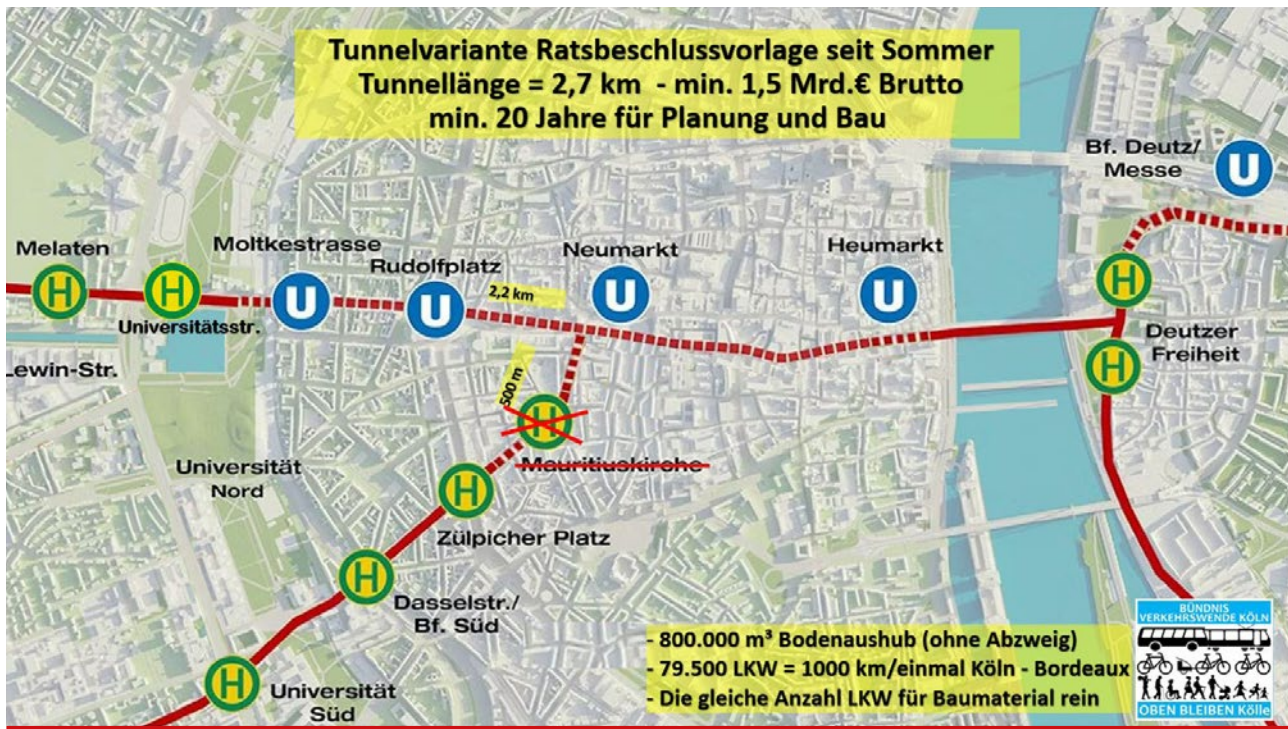 Tunnelvariante Ratsbeschlussvorlage seit Sommer
Tunnellänge = 2,7 km - min. 1,5 Mrd.€ Brutto
min. 20 Jahre für Planung und Bau
Bf. Deutz/
Messe
U
Melaten
H
H
Universitätsstr.
Lewin-Str.
Moltkestrasse
U
Rudolfplatz
U
2,2 km
Neumarkt
U
Heumarkt
U
H
Deutzer
Freiheit
H
500 m
H
Mauritiuskirche
Universität
Nord
H
Zülpicher Platz
H
Dasselstr./
Bf. Süd
H
Universität
Süd
- 800.000 m³ Bodenaushub (ohne Abzweig)
- 79.500 LKW = 1000 km/einmal Köln - Bordeaux
- Die gleiche Anzahl LKW für Baumaterial rein
BÜNDNIS
VERKEHRSWENDE KÖLN
OBEN BLEIBEN Kölle